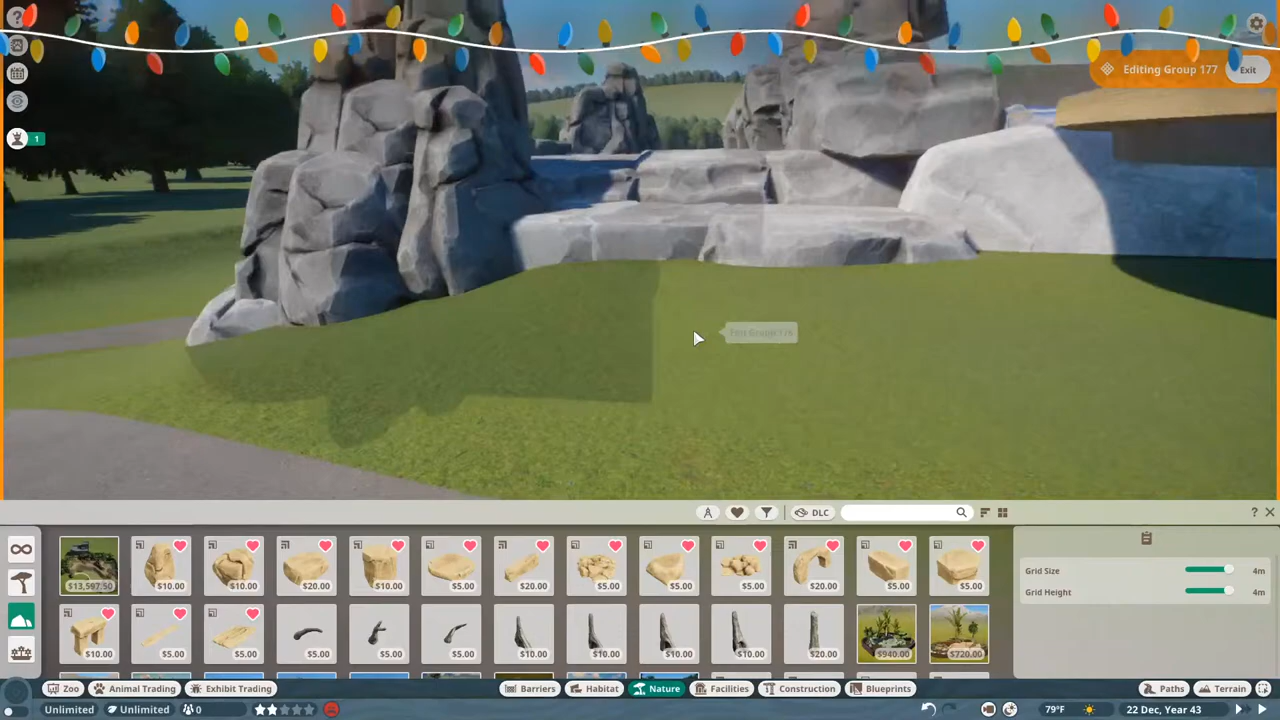 Editing Group 177
Exit
1
Edit Group 176
DLC
$13,597.50 $10.00 $10.00 $20.00 $10.00 $5.00 $20.00 $5.00 $5.00 $5.00 $20.00 $5.00 $5.00
Grid Size 4m
Grid Height 4m
$10.00 $5.00 $5.00 $5.00 $5.00 $5.00 $10.00 $10.00 $10.00 $10.00 $20.00 $940.00 $720.00
Zoo Animal Trading Exhibit Trading Barriers Habitat Nature Facilities Construction Blueprints Paths Terrain
Unlimited Unlimited 0 79°F 22 Dec, Year 43